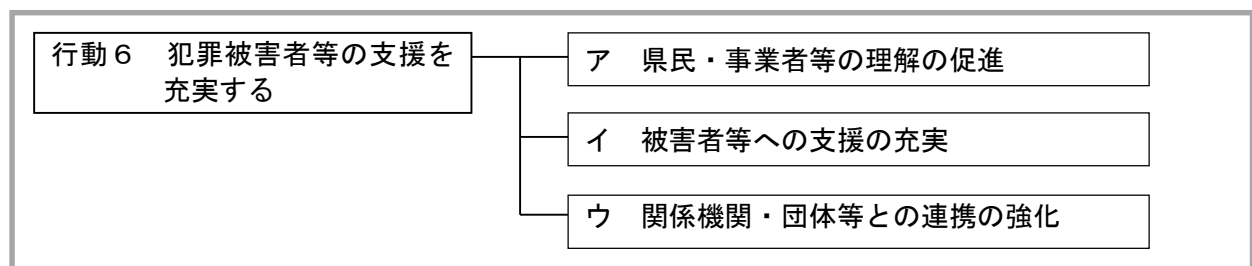 行動６　犯罪被害者等の支援を
充実する
ア　県民・事業者等の理解の促進
イ　被害者等への支援の充実
ウ　関係機関・団体等との連携の強化